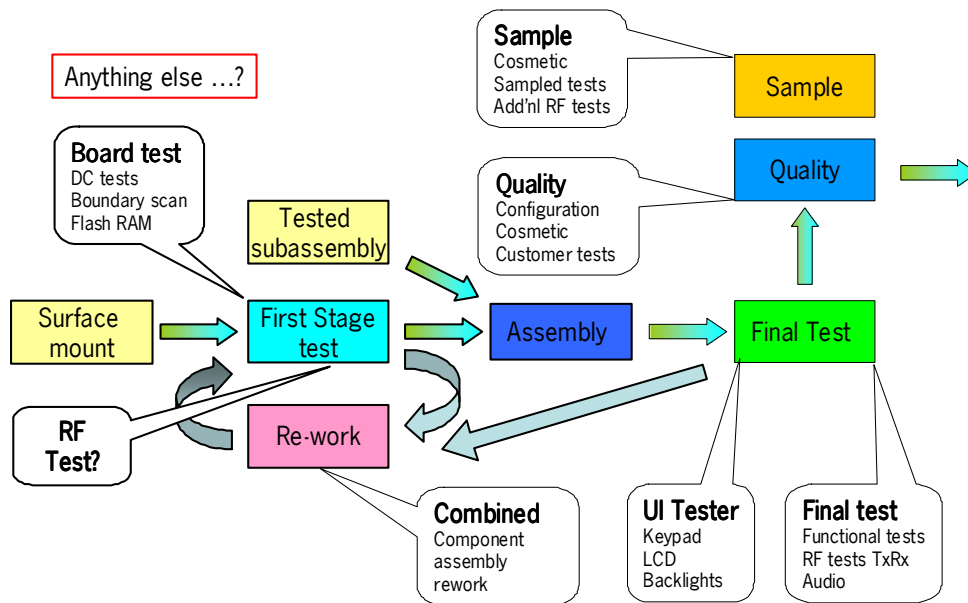 Anything else ...?
Sample
Cosmetic
Sampled tests
Add'nl RF tests
Sample
Board test
DC tests
Boundary scan
Flash RAM
Quality
Configuration
Cosmetic
Customer tests
Quality
Tested
subassembly
Surface
mount
First Stage
test
Assembly
Final Test
RF
Test?
Re-work
Combined
Component
assembly
rework
UI Tester
Keypad
LCD
Backlights
Final test
Functional tests
RF tests TxRx
Audio